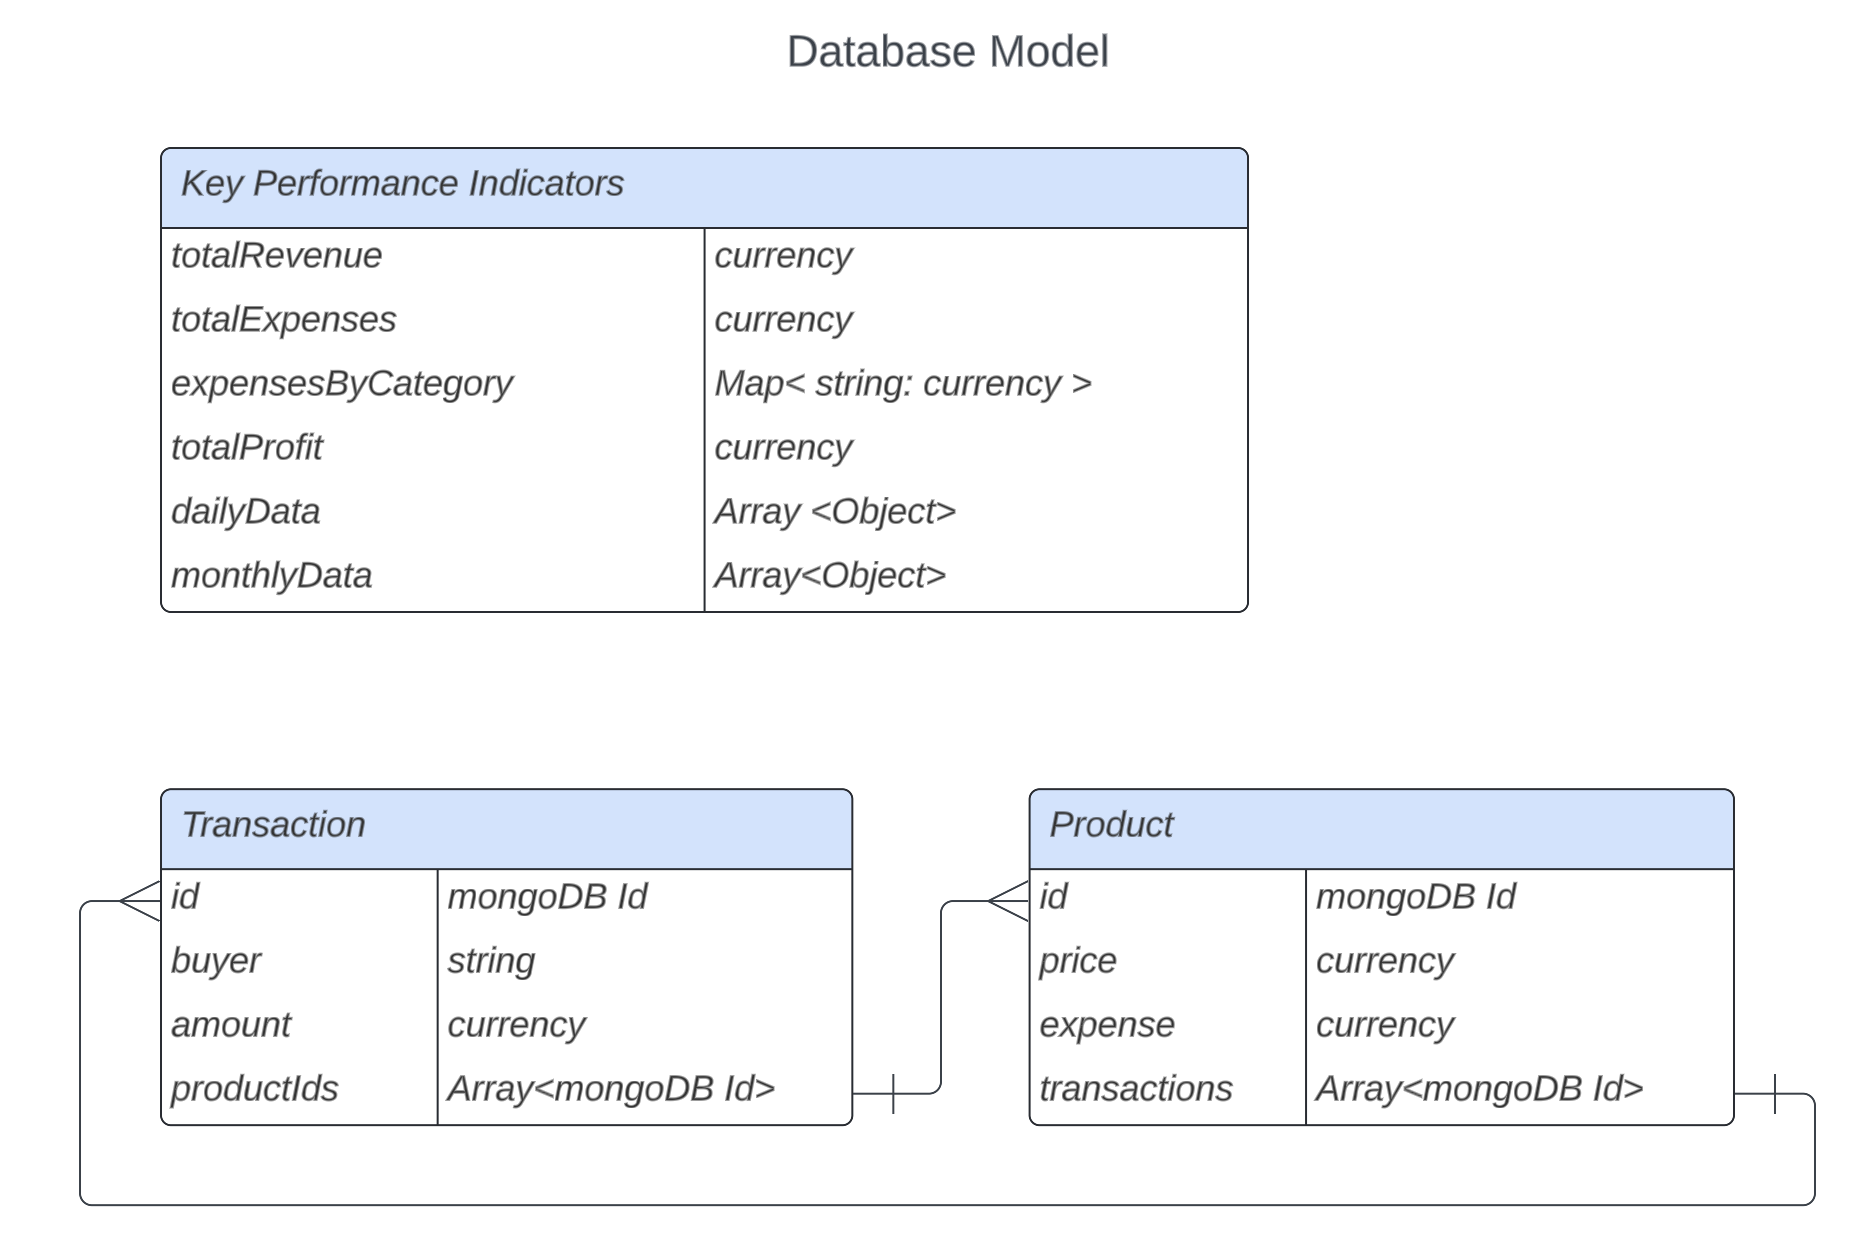 Database Model
Key Performance Indicators
totalRevenue currency
totalExpenses currency
expensesByCategory Map< string: currency >
totalProfit currency
dailyData Array <Object>
monthlyData Array<Object>
Transaction
id mongoDB Id
buyer string
amount currency
productIds Array<mongoDB Id>
Product
id mongoDB Id
price currency
expense currency
transactions Array<mongoDB Id>